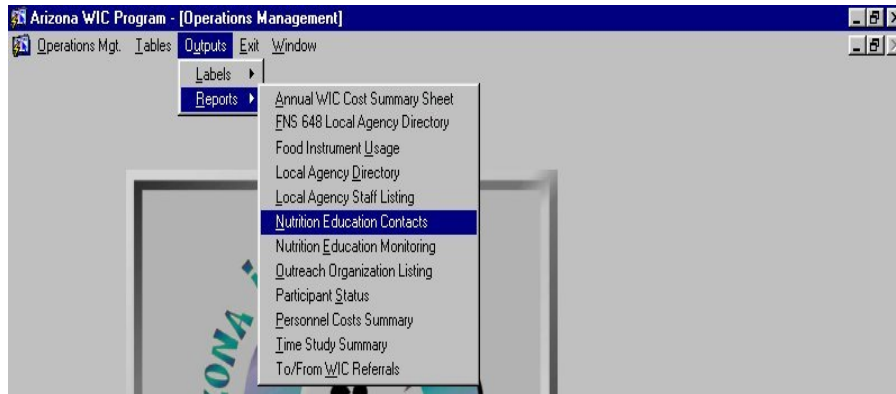 Arizona WIC Program - [Operations Management]
Operations Mgt. Tables Outputs Exit Window
Labels
Reports
Annual WIC Cost Summary Sheet
FNS 648 Local Agency Directory
Food Instrument Usage
Local Agency Directory
Local Agency Staff Listing
Nutrition Education Contacts
Nutrition Education Monitoring
Outreach Organization Listing
Participant Status
Personnel Costs Summary
Time Study Summary
To/From WIC Referrals